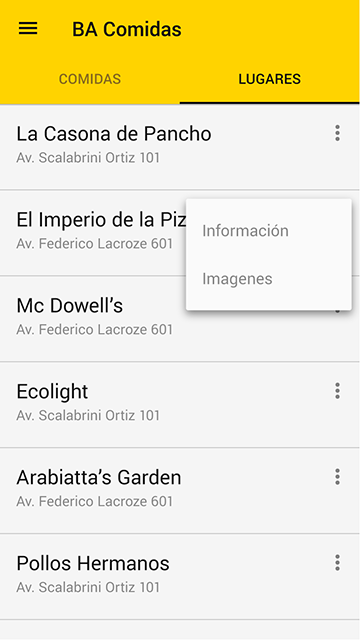 BA Comidas
COMIDAS
LUGARES
La Casona de Pancho
Av. Scalabrini Ortiz 101
El Imperio de la Piz
Av. Federico Lacroze 601
Información
Imagenes
Mc Dowell's
Av. Federico Lacroze 601
Ecolight
Av. Scalabrini Ortiz 101
Arabiatta's Garden
Av. Federico Lacroze 601
Pollos Hermanos
Av. Scalabrini Ortiz 101